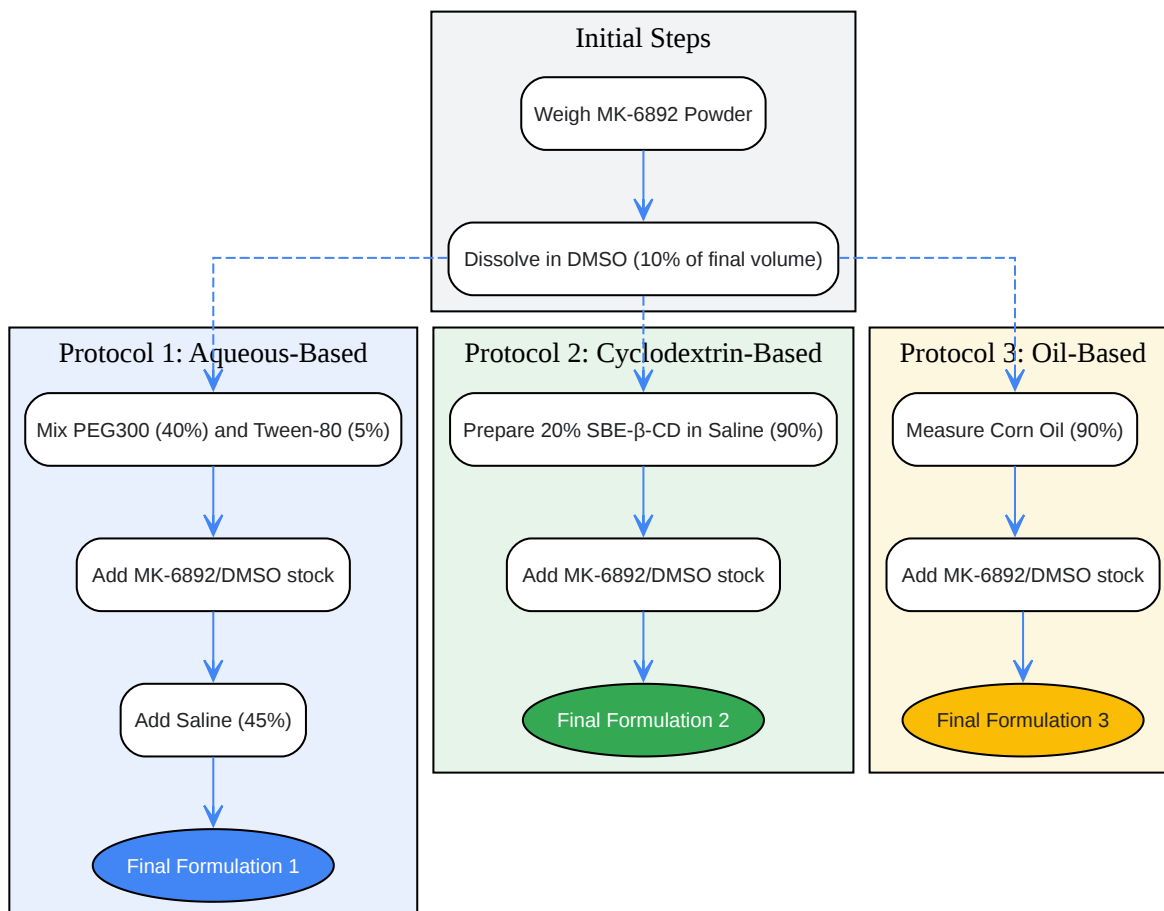 Initial Steps
Weigh MK-6892 Powder
Dissolve in DMSO (10% of final volume)
Protocol 1: Aqueous-Based
Mix PEG300 (40%) and Tween-80 (5%)
Add MK-6892/DMSO stock
Add Saline (45%)
Final Formulation 1
Protocol 2: Cyclodextrin-Based
Prepare 20% SBE-β-CD in Saline (90%)
Add MK-6892/DMSO stock
Final Formulation 2
Protocol 3: Oil-Based
Measure Corn Oil (90%)
Add MK-6892/DMSO stock
Final Formulation 3